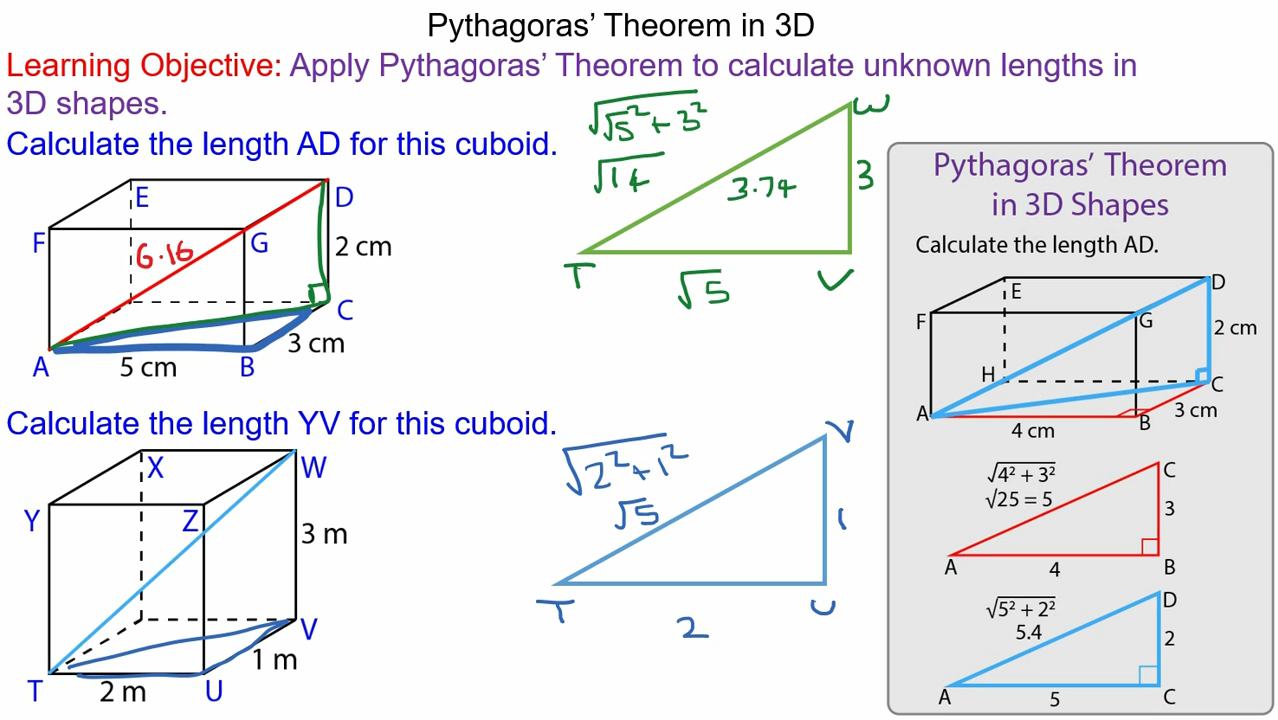 Pythagoras’ Theorem in 3D
Learning Objective: Apply Pythagoras’ Theorem to calculate unknown lengths in
3D shapes.
Calculate the length AD for this cuboid.
E
D
F
G
6.16
2 cm
C
3 cm
A
5 cm
B
√√5² + 3²
√14
W
3.74
3
T
√5
V
Calculate the length YV for this cuboid.
X
W
Y
Z
3 m
V
1 m
T
2 m
U
√2² + 1²
√5
V
1
T
2
U
Pythagoras’ Theorem
in 3D Shapes
Calculate the length AD.
E
D
F
G
2 cm
H
C
A
3 cm
B
4 cm
√4² + 3²
√25 = 5
C
3
A
4
B
√5² + 2²
5.4
D
2
A
5
C